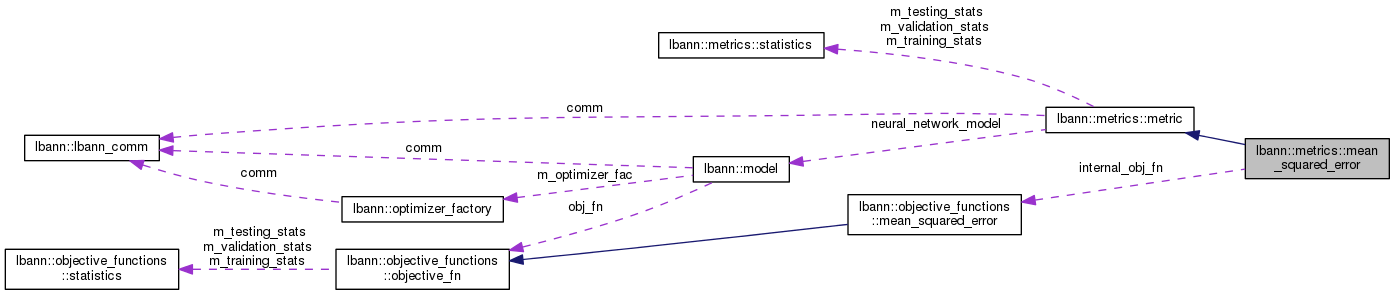 m_testing_stats
m_validation_stats
m_training_stats
lbann::metrics::statistics
comm
lbann::metrics::metric
neural_network_model
lbann::lbann_comm
comm
lbann::metrics::mean
_squared_error
lbann::model
internal_obj_fn
comm
m_optimizer_fac
lbann::optimizer_factory
obj_fn
lbann::objective_functions
::mean_squared_error
m_testing_stats
m_validation_stats
m_training_stats
lbann::objective_functions
::statistics
lbann::objective_functions
::objective_fn